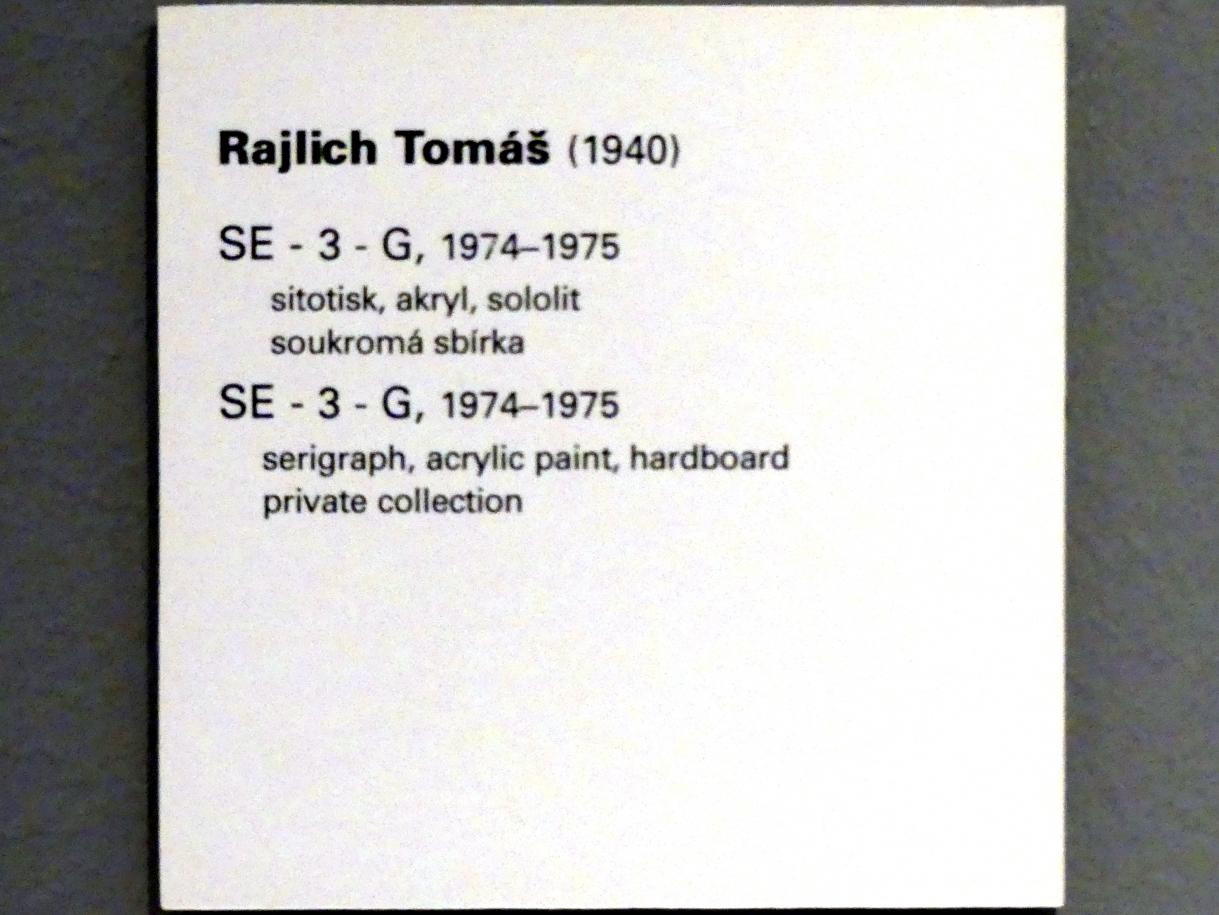 Rajlich Tomáš (1940)
SE - 3 - G, 1974–1975
sitotisk, akryl, sololit
soukromá sbírka
SE - 3 - G, 1974–1975
serigraph, acrylic paint, hardboard
private collection